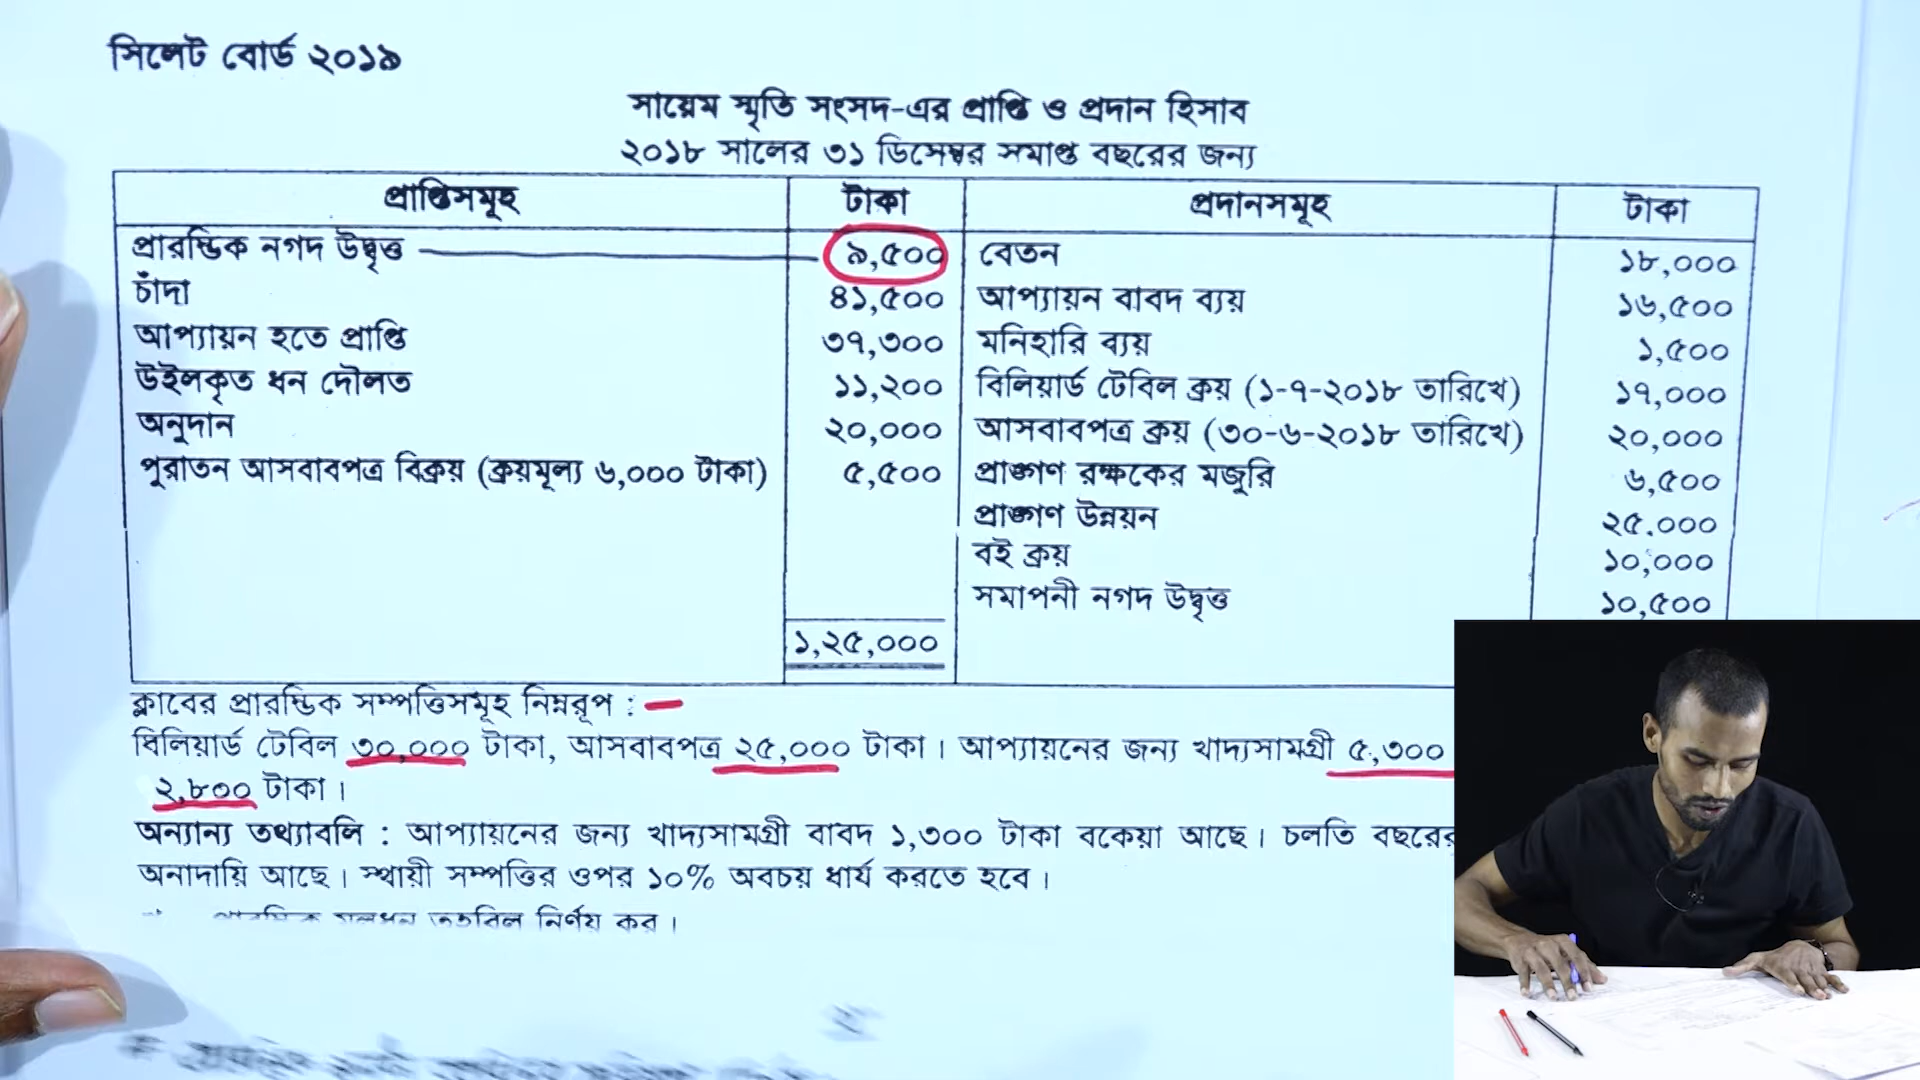 সিলেট বোর্ড ২০১৯
সায়েম স্মৃতি সংসদ-এর প্রাপ্তি ও প্রদান হিসাব
২০১৮ সালের ৩১ ডিসেম্বর সমাপ্ত বছরের জন্য
প্রাপ্তিসমূহ টাকা প্রদানসমূহ টাকা
প্রারম্ভিক নগদ উদ্বৃত্ত ৯,৫০০ বেতন ১৮,০০০
চাঁদা ৪১,৫০০ আপ্যায়ন বাবদ ব্যয় ১৬,৫০০
আপ্যায়ন হতে প্রাপ্তি ৩৭,৩০০ মনিহারি ব্যয় ১,৫০০
উইলকৃত ধন দৌলত ১১,২০০ বিলিয়ার্ড টেবিল ক্রয় (১-৭-২০১৮ তারিখে) ১৭,০০০
অনুদান ২০,০০০ আসবাবপত্র ক্রয় (৩০-৬-২০১৮ তারিখে) ২০,০০০
পুরাতন আসবাবপত্র বিক্রয় (ক্রয়মূল্য ৬,০০০ টাকা) ৫,৫০০ প্রাঙ্গণ রক্ষকের মজুরি ৬,৫০০
প্রাঙ্গণ উন্নয়ন ২৫.০০০
বই ক্রয় ১০,০০০
সমাপনী নগদ উদ্বৃত্ত ১০,৫০০
১,২৫,০০০
ক্লাবের প্রারম্ভিক সম্পত্তিসমূহ নিম্নরূপ :
বিলিয়ার্ড টেবিল ৩০,০০০ টাকা, আসবাবপত্র ২৫,০০০ টাকা। আপ্যায়নের জন্য খাদ্যসামগ্রী ৫,৩০০
২,৮০০ টাকা।
অন্যান্য তথ্যাবলি : আপ্যায়নের জন্য খাদ্যসামগ্রী বাবদ ১,৩০০ টাকা বকেয়া আছে। চলতি বছরের
অনাদায়ি আছে। স্থায়ী সম্পত্তির ওপর ১০% অবচয় ধার্য করতে হবে।
প্রারম্ভিক মূলধন তহবিল নির্ণয় কর।